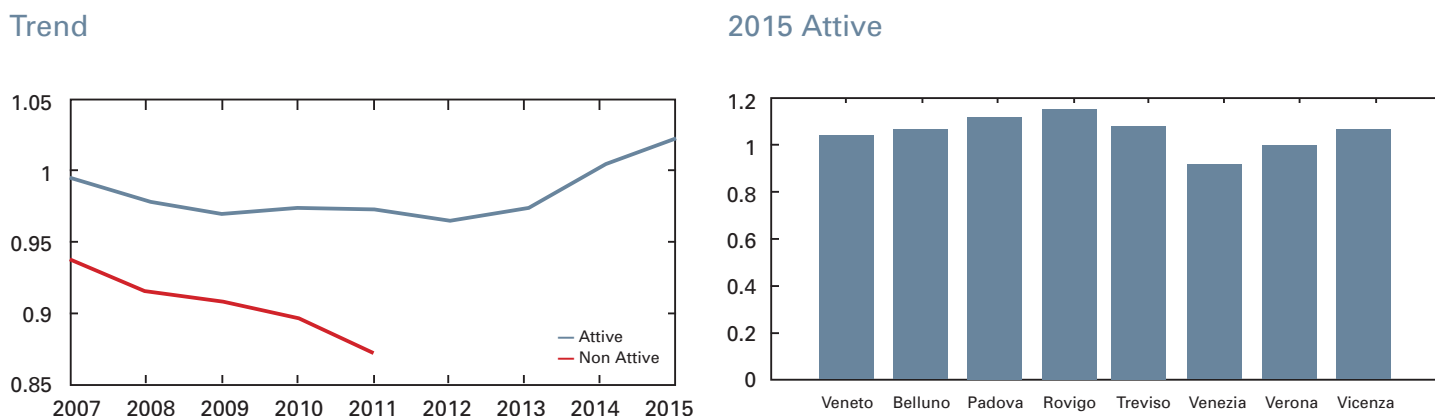 Trend
1.05
1
0.95
0.9
0.85
Attive
Non Attive
2007 2008 2009 2010 2011 2012 2013 2014 2015
2015 Attive
1.2
1
0.8
0.6
0.4
0.2
0
Veneto Belluno Padova Rovigo Treviso Venezia Verona Vicenza